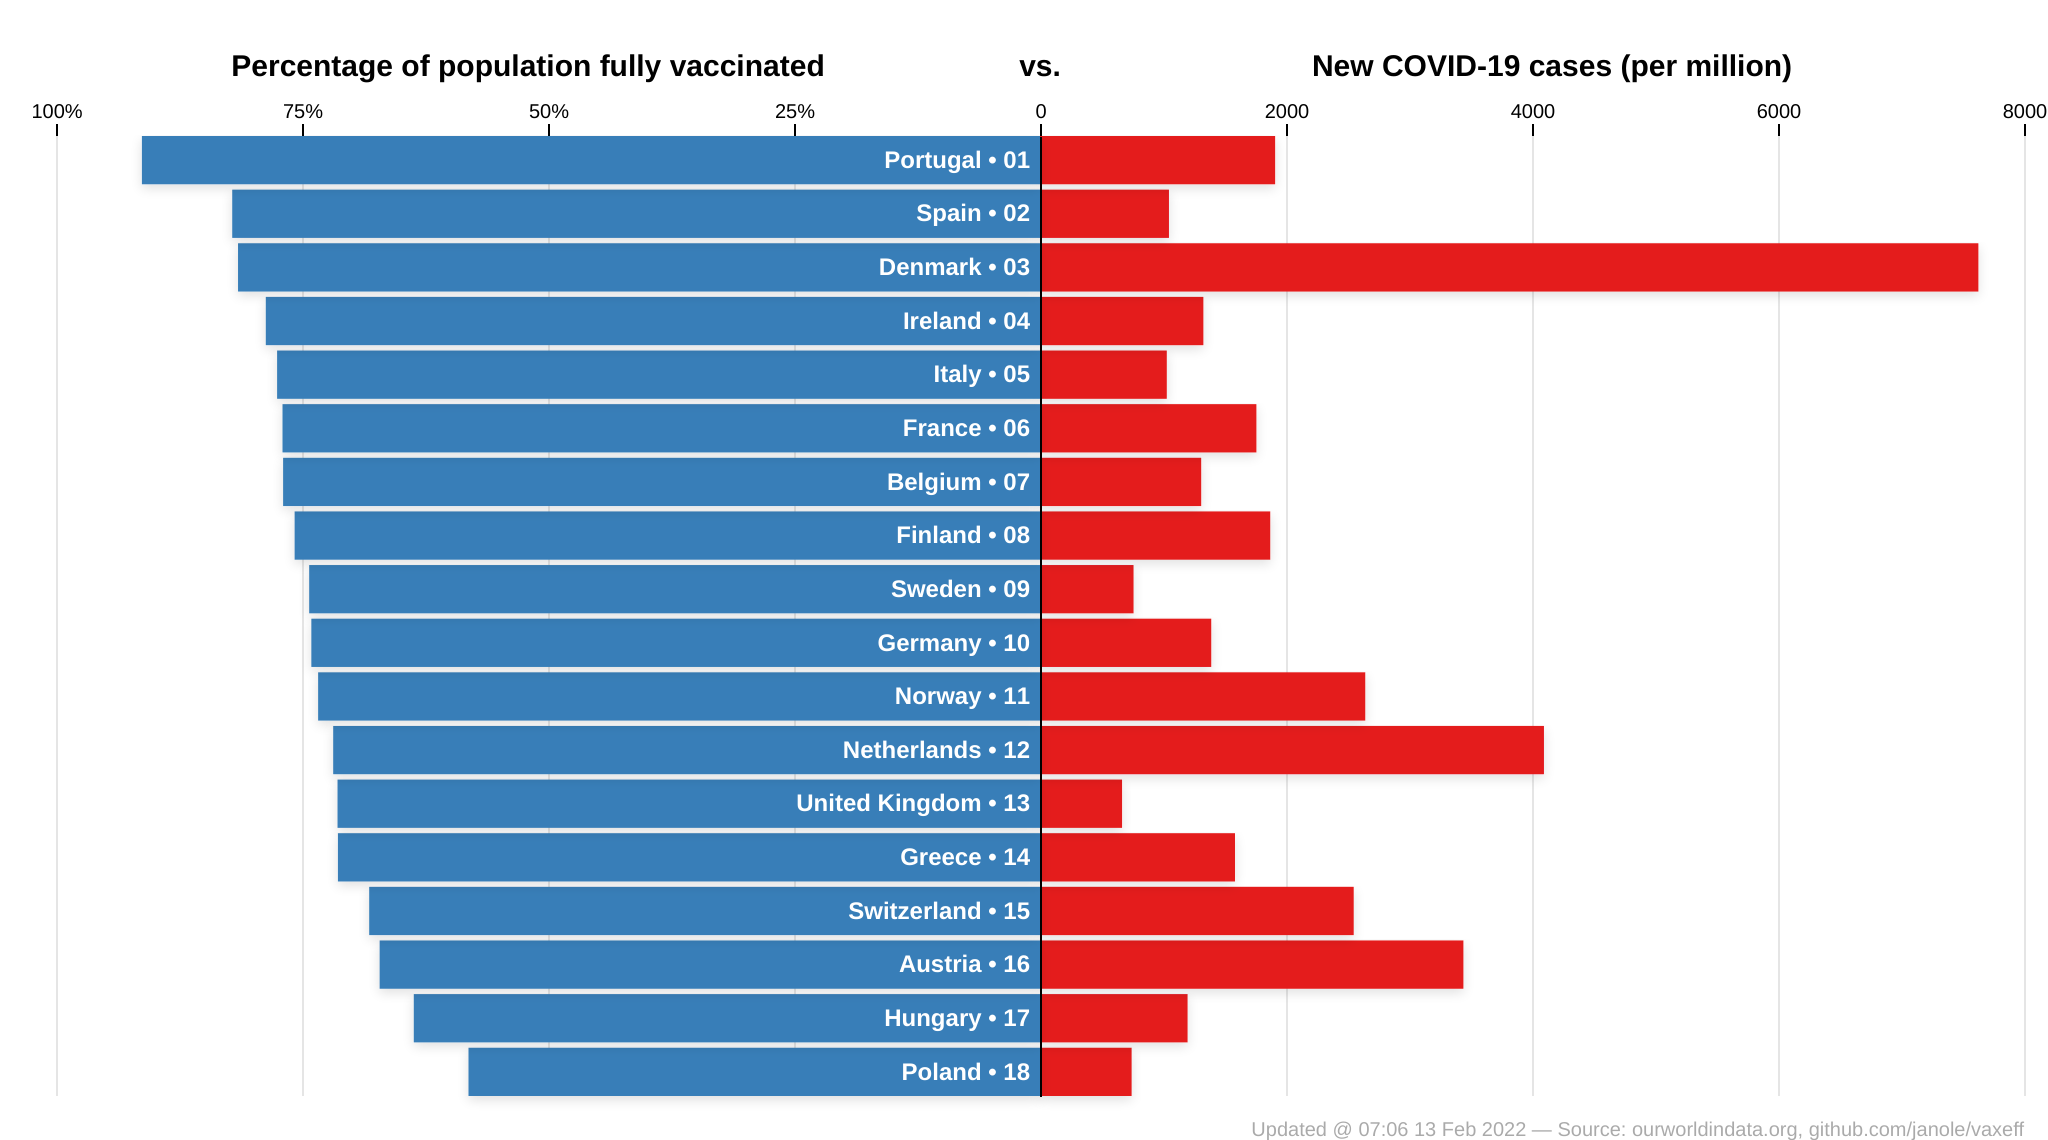 Percentage of population fully vaccinated vs. New COVID-19 cases (per million)
100% 75% 50% 25% 0 2000 4000 6000 8000
Portugal • 01
Spain • 02
Denmark • 03
Ireland • 04
Italy • 05
France • 06
Belgium • 07
Finland • 08
Sweden • 09
Germany • 10
Norway • 11
Netherlands • 12
United Kingdom • 13
Greece • 14
Switzerland • 15
Austria • 16
Hungary • 17
Poland • 18
Updated @ 07:06 13 Feb 2022 — Source: ourworldindata.org, github.com/janole/vaxeff